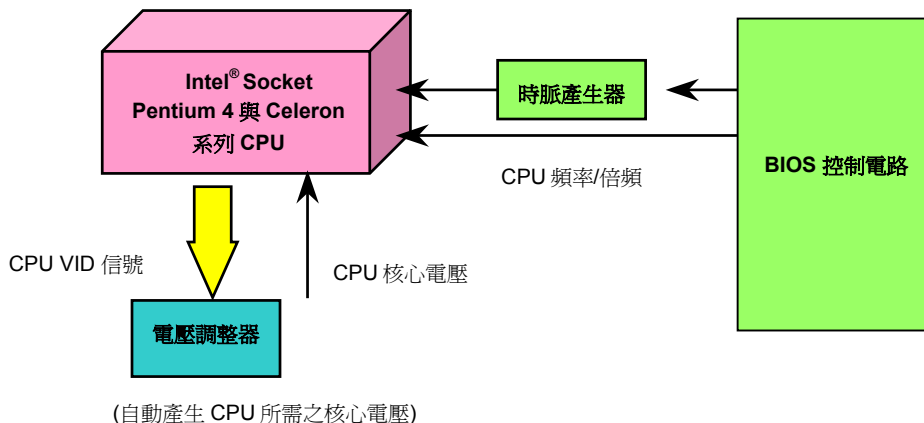 Intel® Socket
Pentium 4 與 Celeron
系列 CPU
時脈產生器
BIOS 控制電路
CPU 頻率/倍頻
CPU VID 信號
CPU 核心電壓
電壓調整器
(自動產生 CPU 所需之核心電壓)